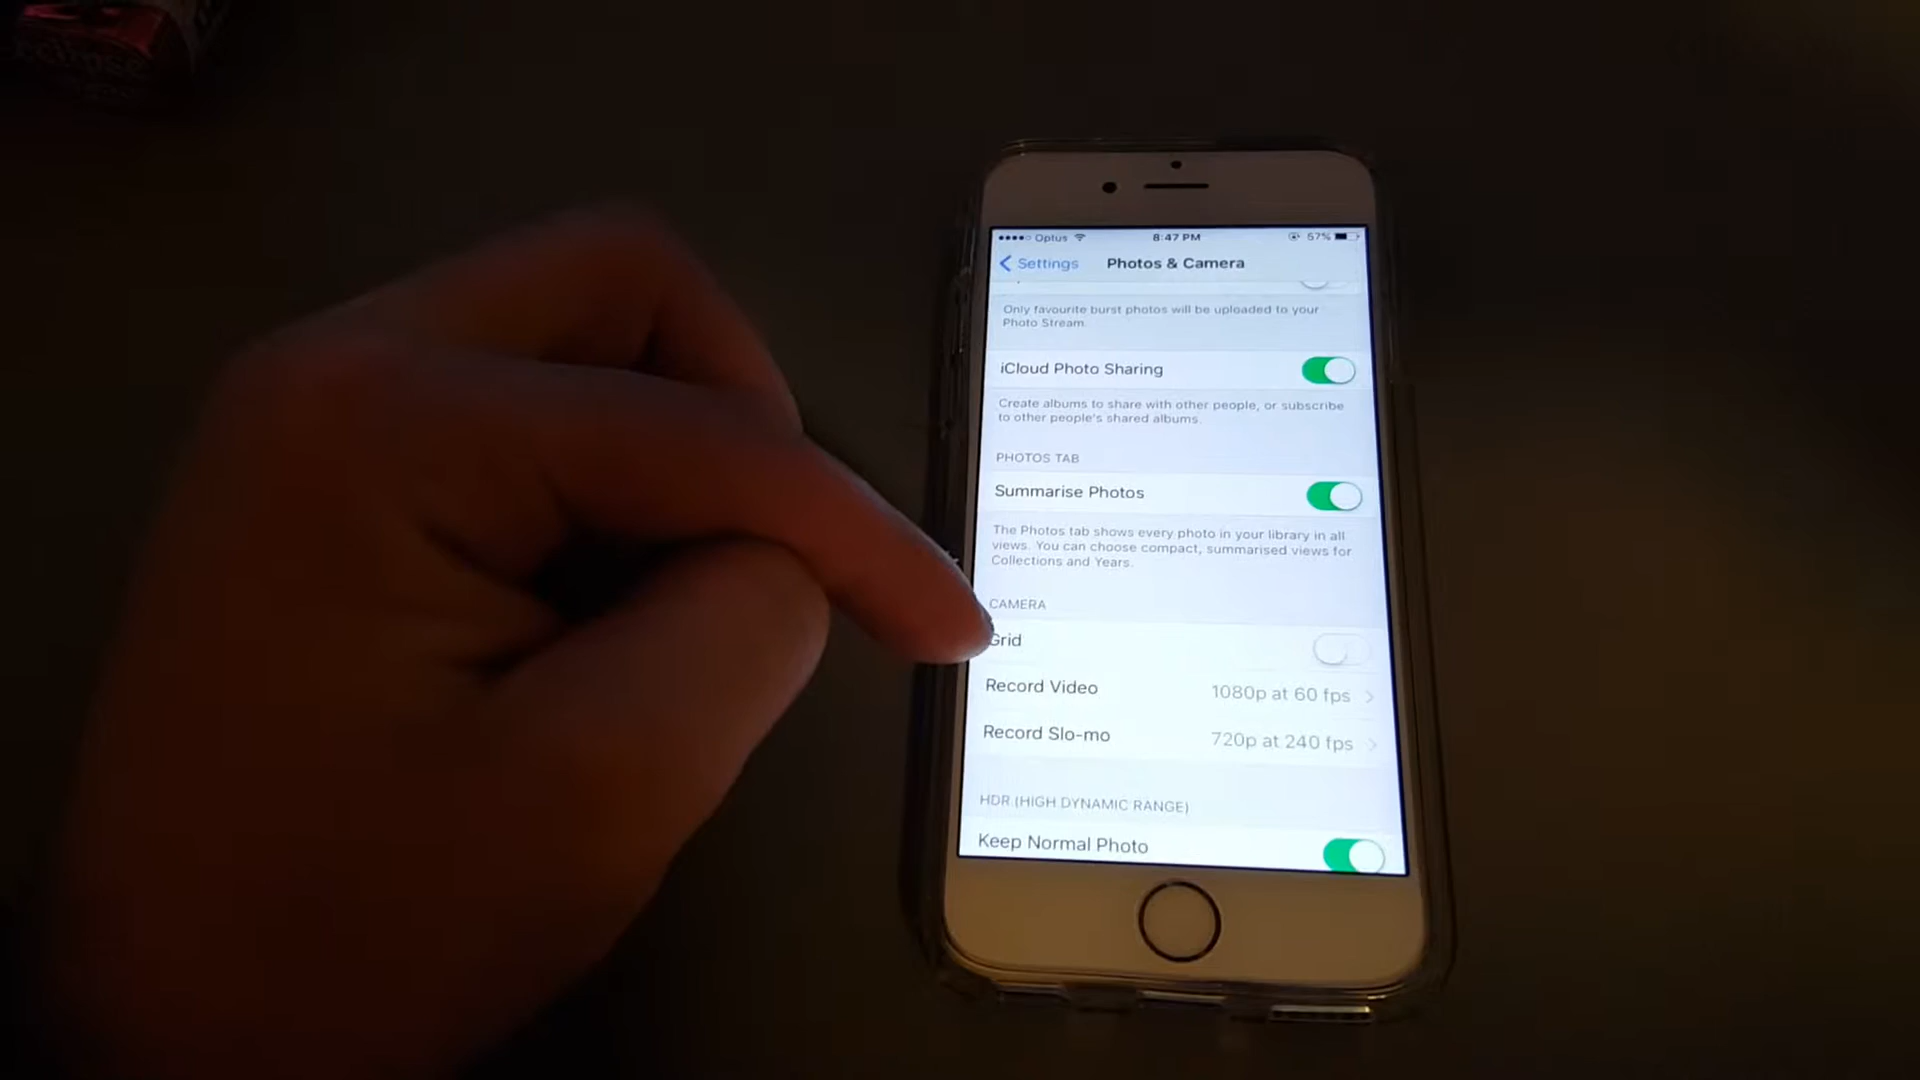 Optus
8:47 PM
57%
Settings
Photos & Camera
Only favourite burst photos will be uploaded to your
Photo Stream.
iCloud Photo Sharing
Create albums to share with other people, or subscribe
to other people's shared albums.
PHOTOS TAB
Summarise Photos
The Photos tab shows every photo in your library in all
views. You can choose compact, summarised views for
Collections and Years.
CAMERA
Grid
Record Video
1080p at 60 fps
Record Slo-mo
720p at 240 fps
HDR (HIGH DYNAMIC RANGE)
Keep Normal Photo